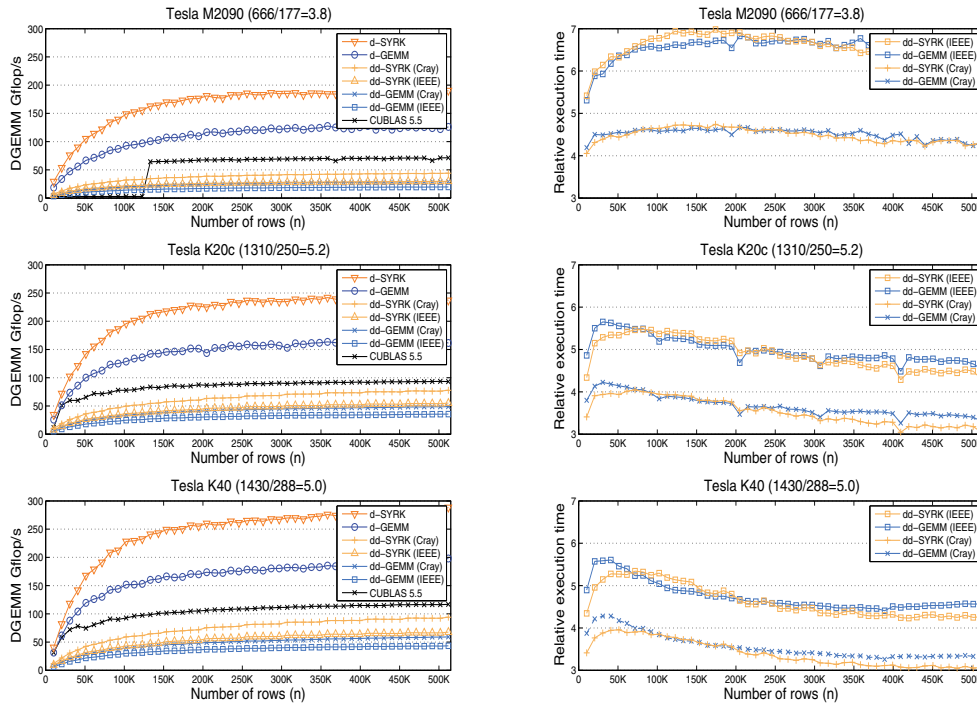 Tesla M2090 (666/177=3.8)
DGEMM Gflop/s
300
250
200
150
100
50
0
d−SYRK
d−GEMM
dd−SYRK (Cray)
dd−SYRK (IEEE)
dd−GEMM (Cray)
dd−GEMM (IEEE)
CUBLAS 5.5
0 50K 100K 150K 200K 250K 300K 350K 400K 450K 500K
Number of rows (n)
Tesla M2090 (666/177=3.8)
Relative execution time
7
6
5
4
3
dd−SYRK (IEEE)
dd−GEMM (IEEE)
dd−SYRK (Cray)
dd−GEMM (Cray)
0 50K 100K 150K 200K 250K 300K 350K 400K 450K 500K
Number of rows (n)
Tesla K20c (1310/250=5.2)
DGEMM Gflop/s
300
250
200
150
100
50
0
d−SYRK
d−GEMM
dd−SYRK (Cray)
dd−SYRK (IEEE)
dd−GEMM (Cray)
dd−GEMM (IEEE)
CUBLAS 5.5
0 50K 100K 150K 200K 250K 300K 350K 400K 450K 500K
Number of rows (n)
Tesla K20c (1310/250=5.2)
Relative execution time
7
6
5
4
3
dd−SYRK (IEEE)
dd−GEMM (IEEE)
dd−SYRK (Cray)
dd−GEMM (Cray)
0 50K 100K 150K 200K 250K 300K 350K 400K 450K 500K
Number of rows (n)
Tesla K40 (1430/288=5.0)
DGEMM Gflop/s
300
250
200
150
100
50
0
d−SYRK
d−GEMM
dd−SYRK (Cray)
dd−SYRK (IEEE)
dd−GEMM (Cray)
dd−GEMM (IEEE)
CUBLAS 5.5
0 50K 100K 150K 200K 250K 300K 350K 400K 450K 500K
Number of rows (n)
Tesla K40 (1430/288=5.0)
Relative execution time
7
6
5
4
3
dd−SYRK (IEEE)
dd−GEMM (IEEE)
dd−SYRK (Cray)
dd−GEMM (Cray)
0 50K 100K 150K 200K 250K 300K 350K 400K 450K 500K
Number of rows (n)